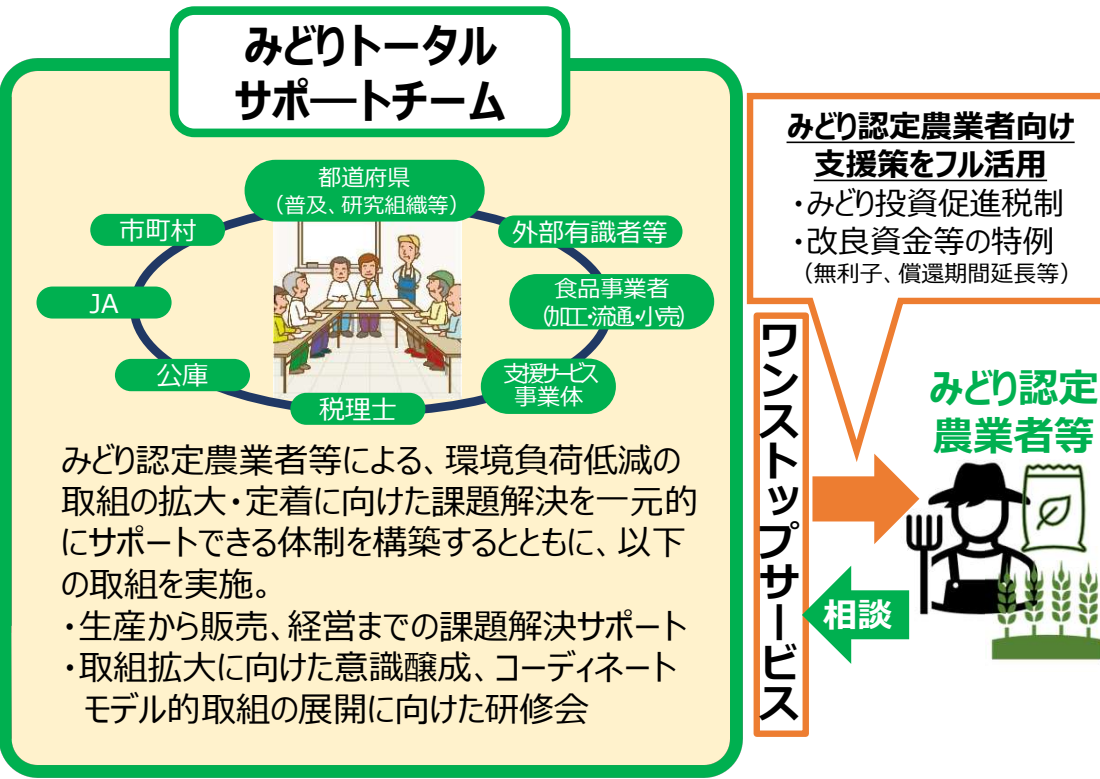 みどりトータル
サポートチーム
都道府県
（普及、研究組織等）
市町村
外部有識者等
JA
食品事業者
（加工・流通・小売）
公庫
支援サービス
事業体
税理士
みどり認定農業者等による、環境負荷低減の
取組の拡大・定着に向けた課題解決を一元的
にサポートできる体制を構築するとともに、以下
の取組を実施。
・生産から販売、経営までの課題解決サポート
・取組拡大に向けた意識醸成、コーディネート
モデル的取組の展開に向けた研修会
みどり認定農業者向け
支援策をフル活用
・みどり投資促進税制
・改良資金等の特例
（無利子、償還期間延長等）
ワンストップサービス
みどり認定
農業者等
相談